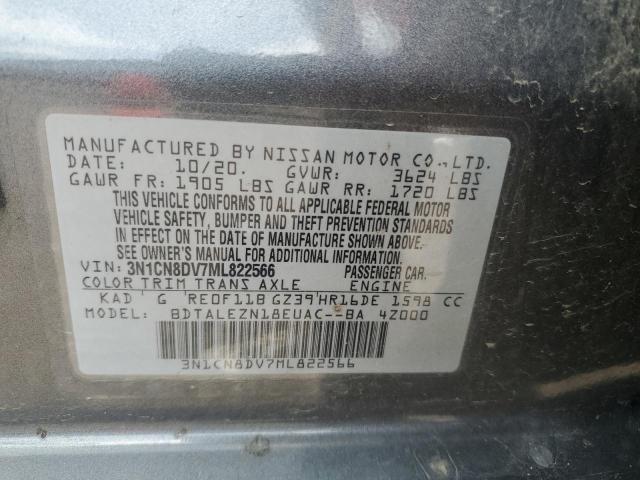 MANUFACTURED BY NISSAN MOTOR CO., LTD.
DATE: 10/20. GVWR: 3624 LBS
GAWR FR: 1905 LBS GAWR RR: 1720 LBS
THIS VEHICLE CONFORMS TO ALL APPLICABLE FEDERAL MOTOR
VEHICLE SAFETY, BUMPER AND THEFT PREVENTION STANDARDS
IN EFFECT ON THE DATE OF MANUFACTURE SHOWN ABOVE.
SEE OWNER'S MANUAL FOR ADDITIONAL INFORMATION.
VIN: 3N1CN8DV7ML822566 PASSENGER CAR.
COLOR TRIM TRANS AXLE ENGINE
KAD G RE0F11B GZ39 HR16DE 1598 CC
MODEL: BDTALEZN18EUAC--BA 4Z000
3N1CN8DV7ML822566